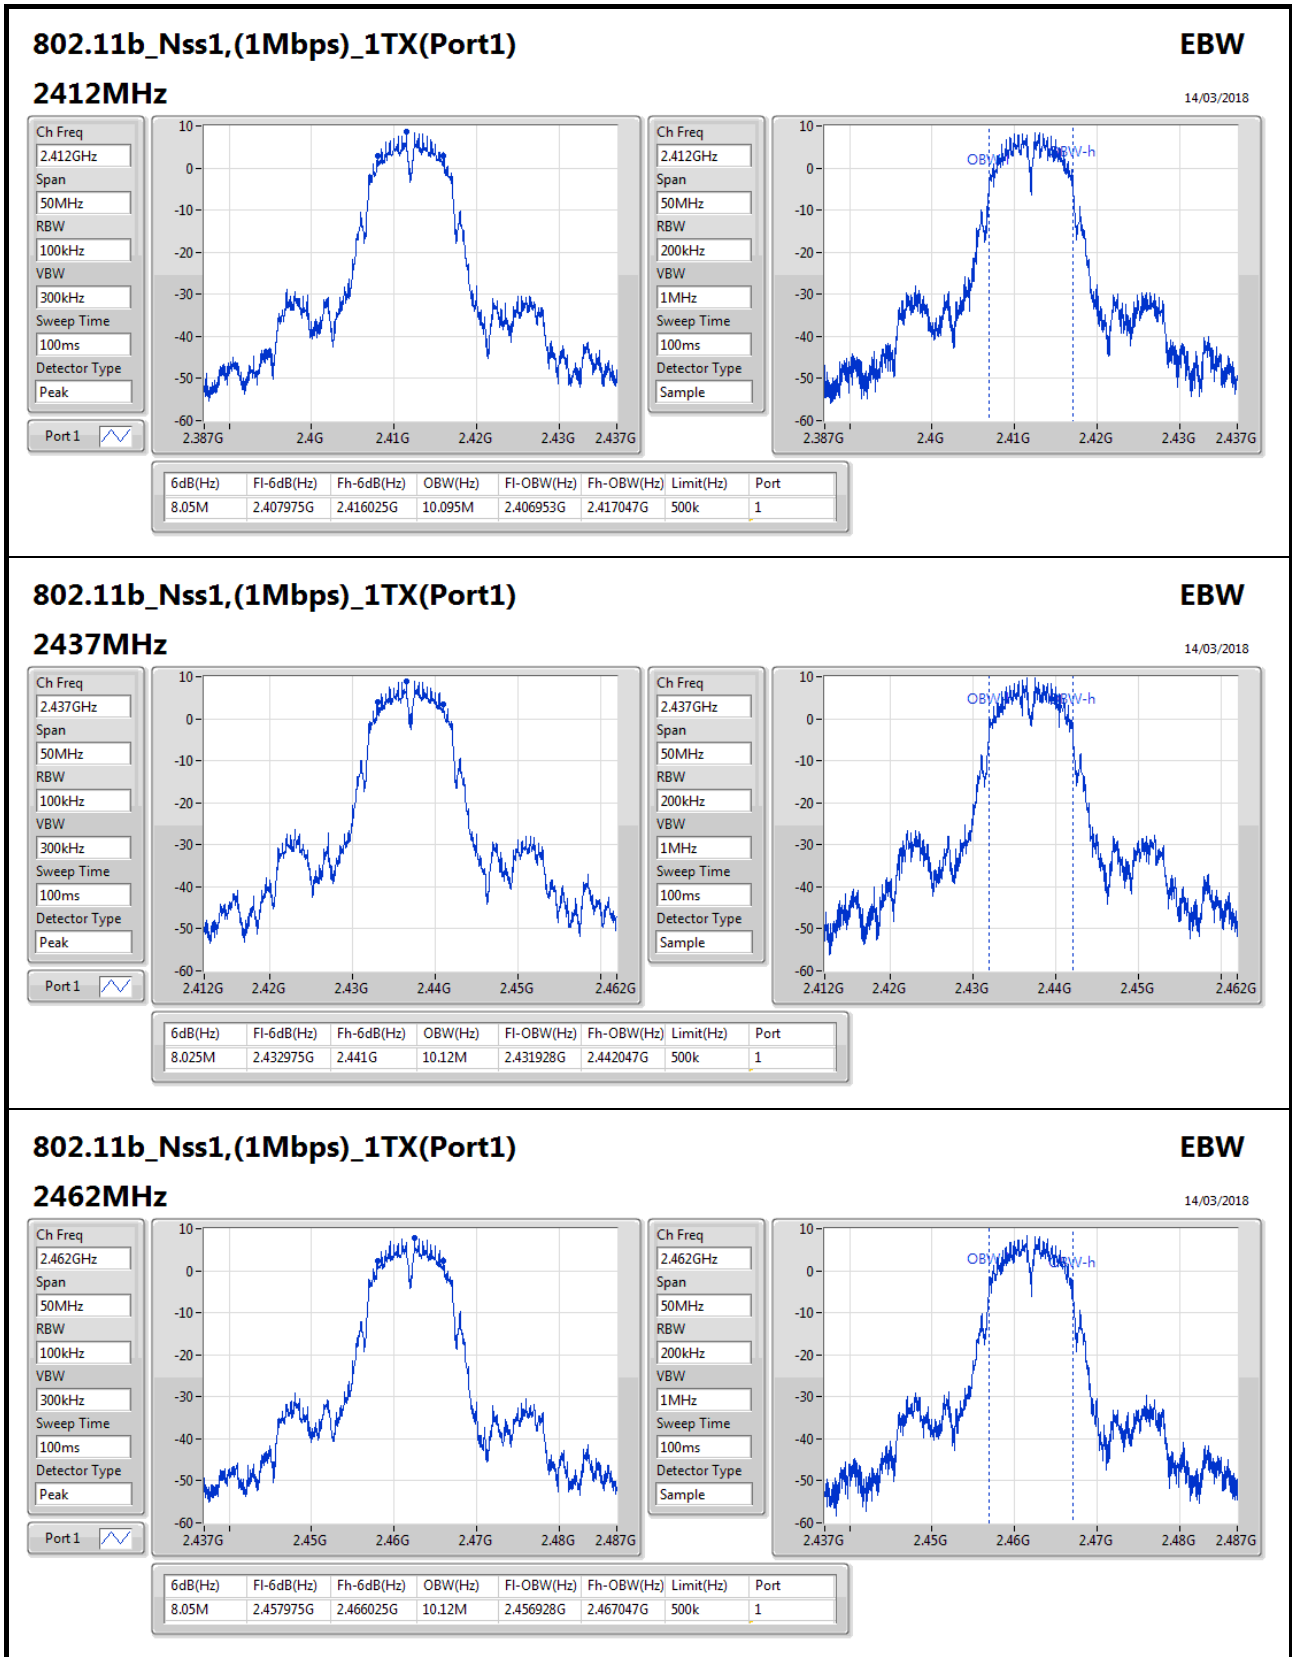 802.11b_Nss1,(1Mbps)_1TX(Port1) EBW
2412MHz 14/03/2018
Ch Freq
2.412GHz
Span
50MHz
RBW
100kHz
VBW
300kHz
Sweep Time
100ms
Detector Type
Peak
Port 1
10
0
-10
-20
-30
-40
-50
-60
2.387G 2.4G 2.41G 2.42G 2.43G 2.437G
Ch Freq
2.412GHz
Span
50MHz
RBW
200kHz
VBW
1MHz
Sweep Time
100ms
Detector Type
Sample
10
0
-10
-20
-30
-40
-50
-60
2.387G 2.4G 2.41G 2.42G 2.43G 2.437G
6dB(Hz) Fl-6dB(Hz) Fh-6dB(Hz) OBW(Hz) Fl-OBW(Hz) Fh-OBW(Hz) Limit(Hz) Port
8.05M 2.407975G 2.416025G 10.095M 2.406953G 2.417047G 500k 1
802.11b_Nss1,(1Mbps)_1TX(Port1) EBW
2437MHz 14/03/2018
Ch Freq
2.437GHz
Span
50MHz
RBW
100kHz
VBW
300kHz
Sweep Time
100ms
Detector Type
Peak
Port 1
10
0
-10
-20
-30
-40
-50
-60
2.412G 2.42G 2.43G 2.44G 2.45G 2.462G
Ch Freq
2.437GHz
Span
50MHz
RBW
200kHz
VBW
1MHz
Sweep Time
100ms
Detector Type
Sample
10
0
-10
-20
-30
-40
-50
-60
2.412G 2.42G 2.43G 2.44G 2.45G 2.462G
6dB(Hz) Fl-6dB(Hz) Fh-6dB(Hz) OBW(Hz) Fl-OBW(Hz) Fh-OBW(Hz) Limit(Hz) Port
8.025M 2.432975G 2.441G 10.12M 2.431928G 2.442047G 500k 1
802.11b_Nss1,(1Mbps)_1TX(Port1) EBW
2462MHz 14/03/2018
Ch Freq
2.462GHz
Span
50MHz
RBW
100kHz
VBW
300kHz
Sweep Time
100ms
Detector Type
Peak
Port 1
10
0
-10
-20
-30
-40
-50
-60
2.437G 2.45G 2.46G 2.47G 2.48G 2.487G
Ch Freq
2.462GHz
Span
50MHz
RBW
200kHz
VBW
1MHz
Sweep Time
100ms
Detector Type
Sample
10
0
-10
-20
-30
-40
-50
-60
2.437G 2.45G 2.46G 2.47G 2.48G 2.487G
6dB(Hz) Fl-6dB(Hz) Fh-6dB(Hz) OBW(Hz) Fl-OBW(Hz) Fh-OBW(Hz) Limit(Hz) Port
8.05M 2.457975G 2.466025G 10.12M 2.456928G 2.467047G 500k 1